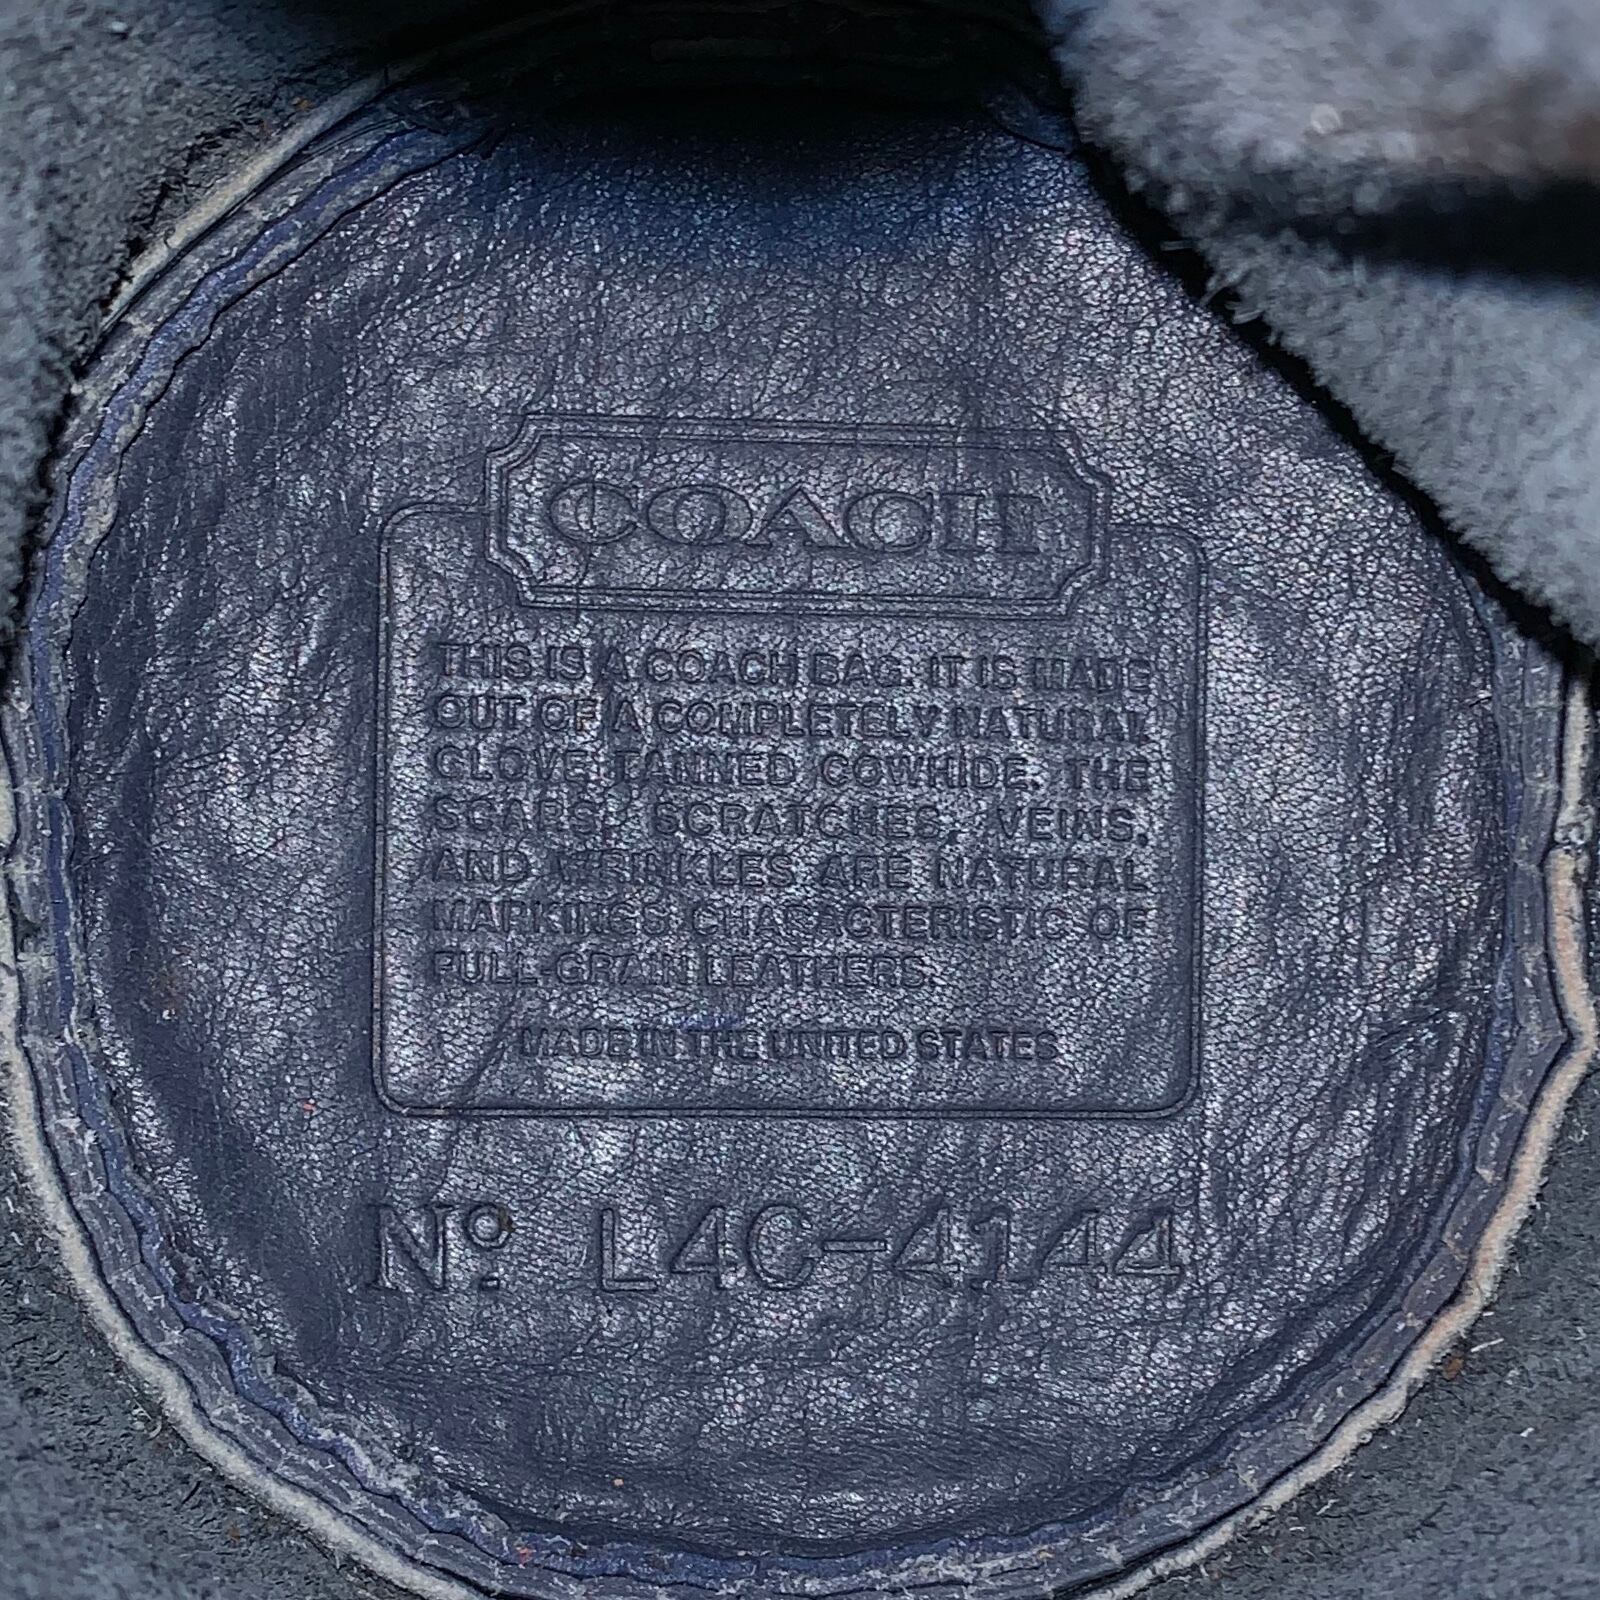 COACH
THIS IS A COACH BAG. IT IS MADE
OUT OF A COMPLETELY NATURAL
GLOVE TANNED COWHIDE. THE
SCARS, SCRATCHES, VEINS,
AND WRINKLES ARE NATURAL
MARKINGS CHARACTERISTIC OF
FULL-GRAIN LEATHERS.
MADE IN THE UNITED STATES
Nº L4C-4144